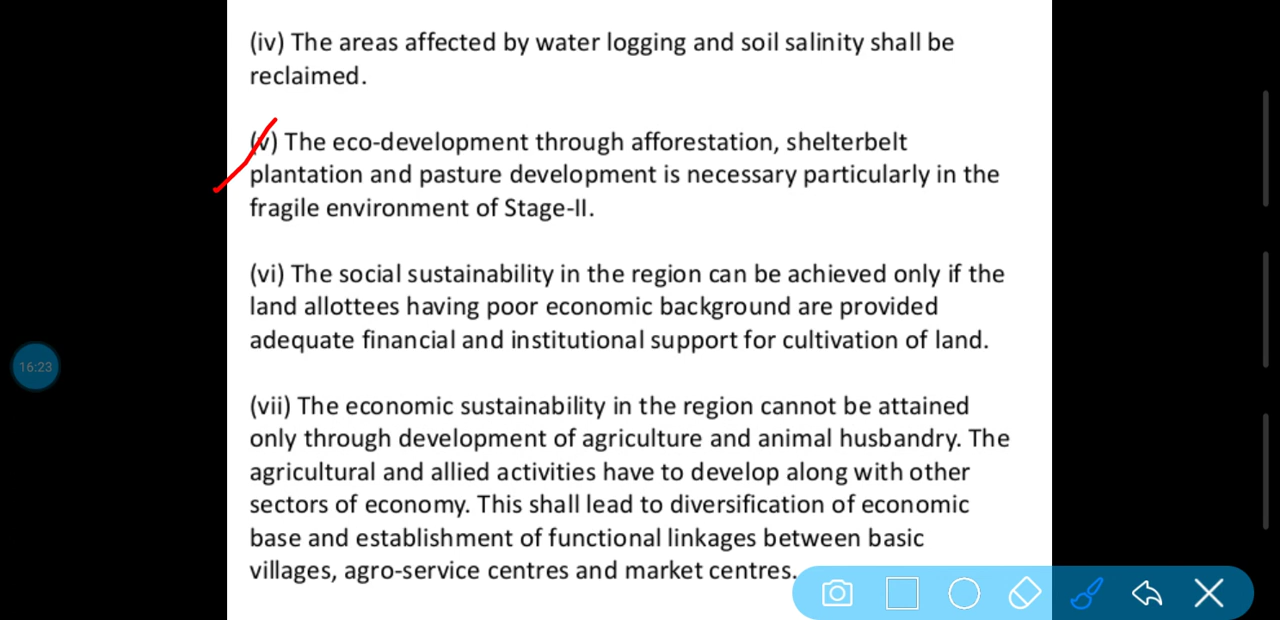 (iv) The areas affected by water logging and soil salinity shall be
reclaimed.
(v) The eco-development through afforestation, shelterbelt
plantation and pasture development is necessary particularly in the
fragile environment of Stage-II.
(vi) The social sustainability in the region can be achieved only if the
land allottees having poor economic background are provided
adequate financial and institutional support for cultivation of land.
16:23
(vii) The economic sustainability in the region cannot be attained
only through development of agriculture and animal husbandry. The
agricultural and allied activities have to develop along with other
sectors of economy. This shall lead to diversification of economic
base and establishment of functional linkages between basic
villages, agro-service centres and market centres.